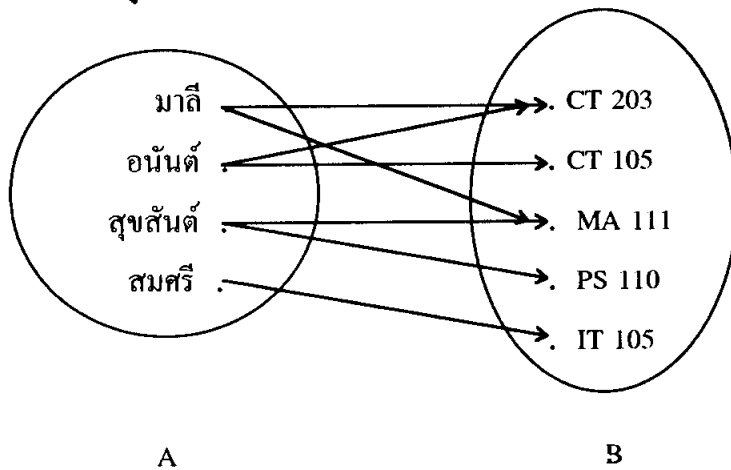 มาลี
CT 203
อนันต์
CT 105
สุขสันต์
MA 111
สมศรี
PS 110
IT 105
A
B